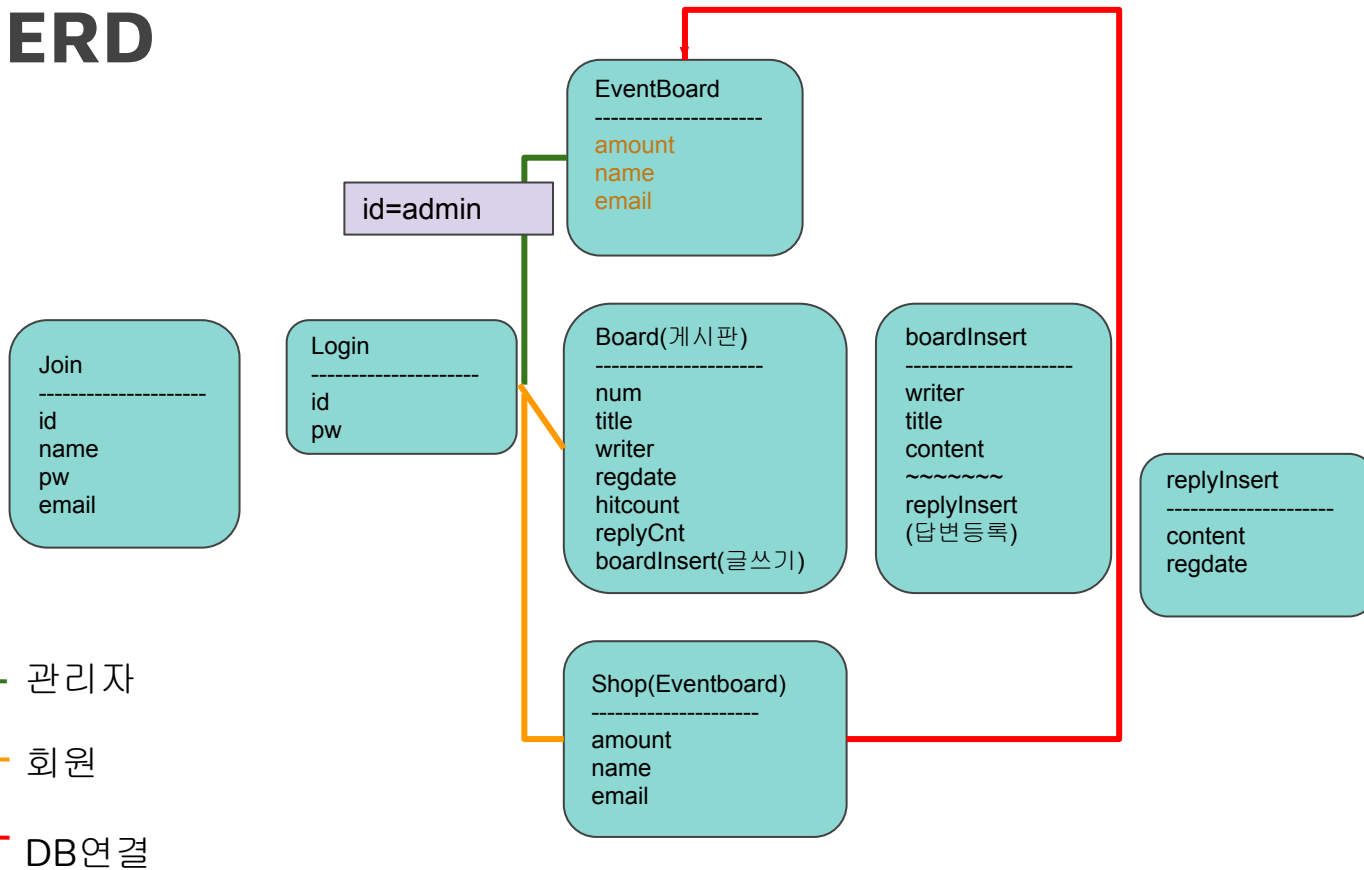 ERD
EventBoard
---------------------
amount
name
email
id=admin
Join
---------------------
id
name
pw
email
Login
---------------------
id
pw
Board(게시판)
---------------------
num
title
writer
regdate
hitcount
replyCnt
boardInsert(글쓰기)
boardInsert
---------------------
writer
title
content
~~~~~~~
replyInsert
(답변등록)
replyInsert
---------------------
content
regdate
Shop(Eventboard)
---------------------
amount
name
email
관리자
회원
DB연결